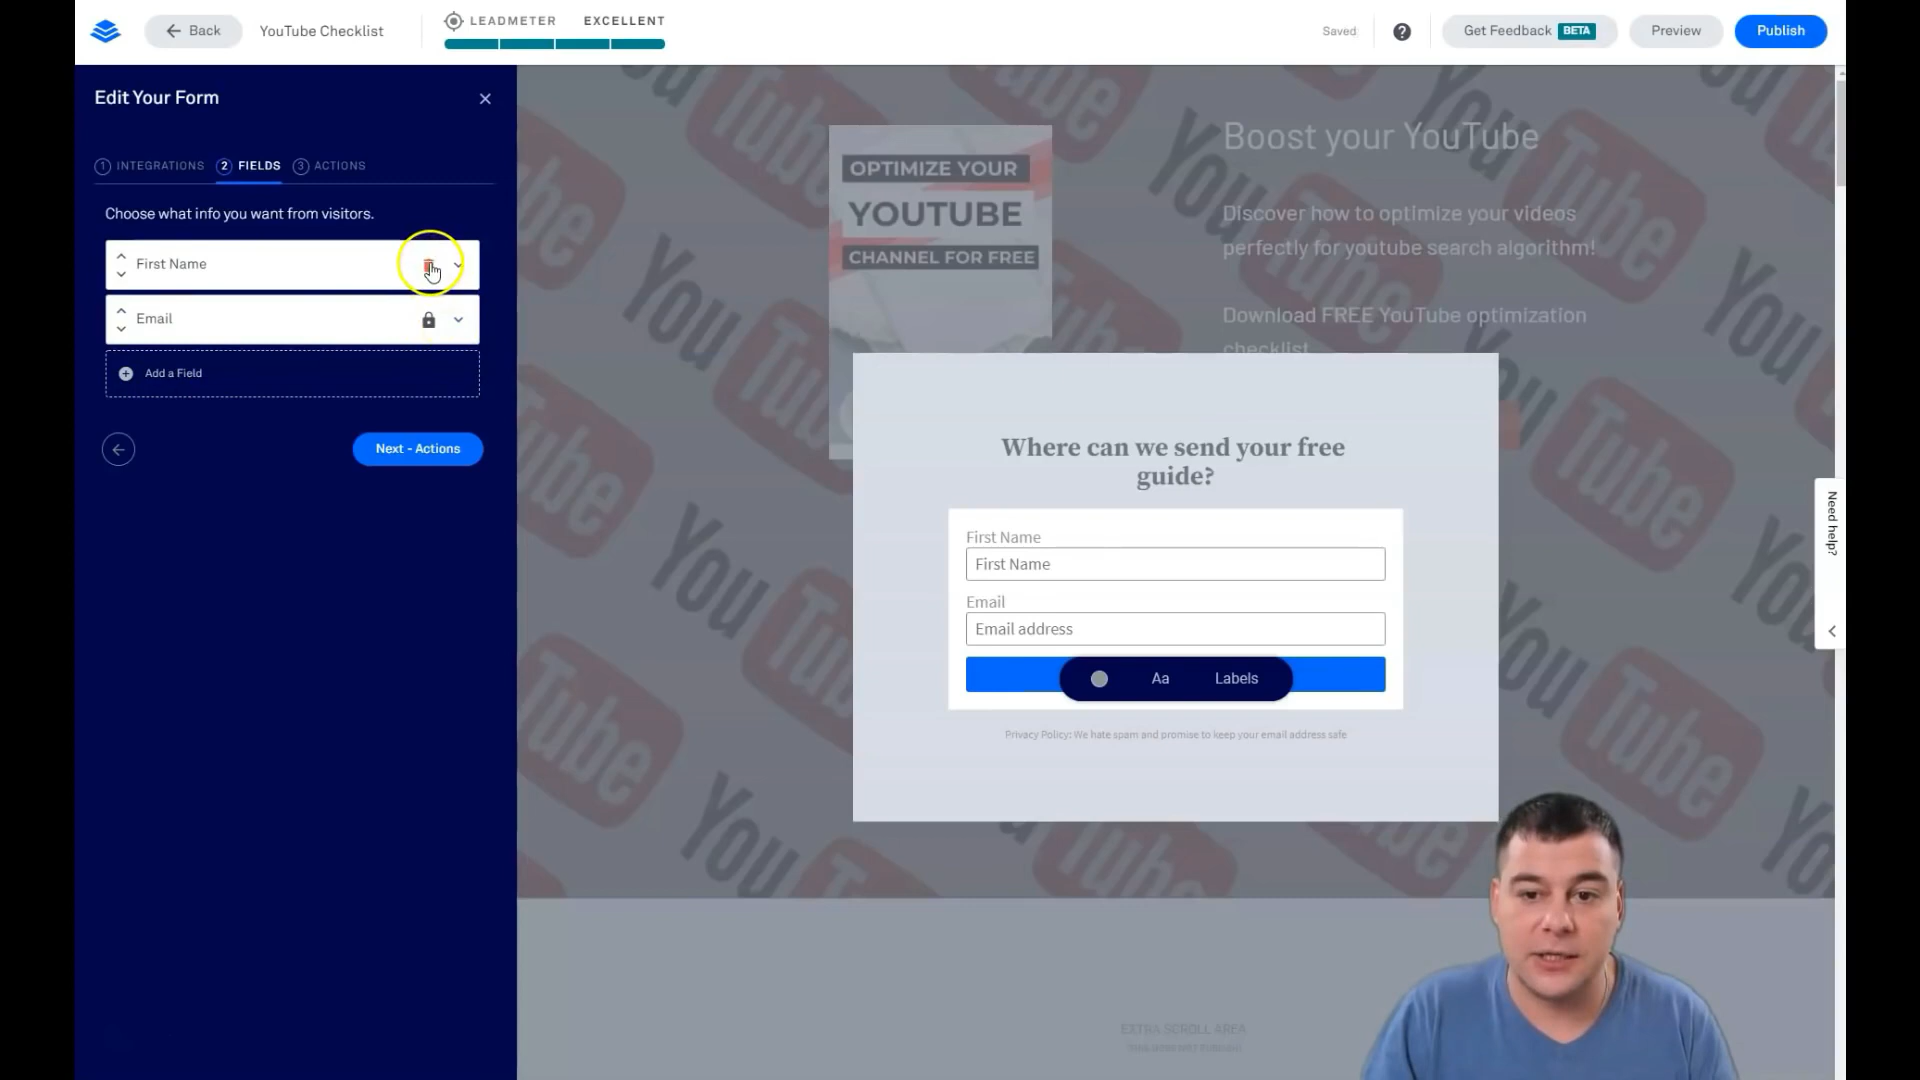 Back
YouTube Checklist
LEADMETER EXCELLENT
Saved
?
Get Feedback BETA
Preview
Publish
Edit Your Form
1 INTEGRATIONS 2 FIELDS 3 ACTIONS
Choose what info you want from visitors.
First Name
Email
Add a Field
Next - Actions
OPTIMIZE YOUR
YOUTUBE
CHANNEL FOR FREE
Boost your YouTube
Discover how to optimize your videos
perfectly for youtube search algorithm!
Download FREE YouTube optimization
checklist
Where can we send your free
guide?
First Name
First Name
Email
Email address
Aa
Labels
Privacy Policy: We hate spam and promise to keep your email address safe
Need help?
EXTRA SCROLL AREA
You Tube